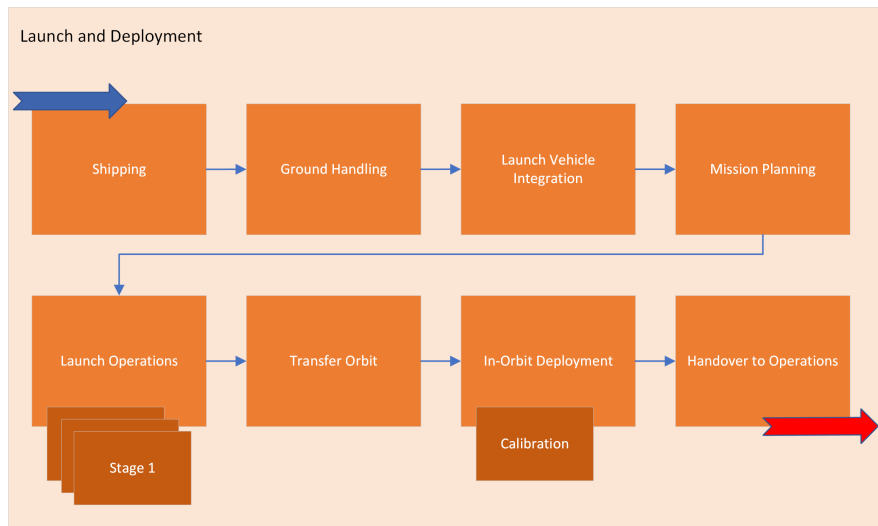 Launch and Deployment
Shipping
Ground Handling
Launch Vehicle
Integration
Mission Planning
Launch Operations
Transfer Orbit
In-Orbit Deployment
Handover to Operations
Stage 1
Calibration